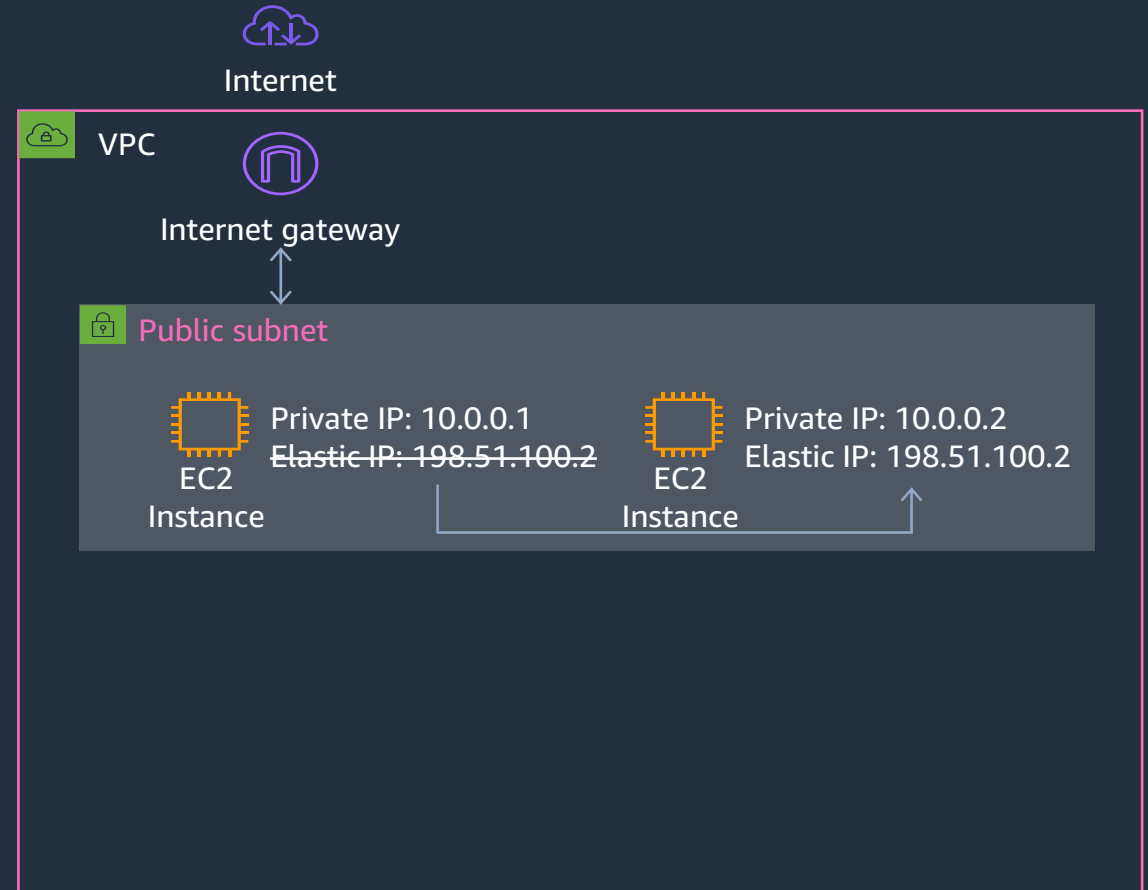 Internet
VPC
Internet gateway
Public subnet
Private IP: 10.0.0.1
Elastic IP: 198.51.100.2
EC2
Instance
Private IP: 10.0.0.2
Elastic IP: 198.51.100.2
EC2
Instance